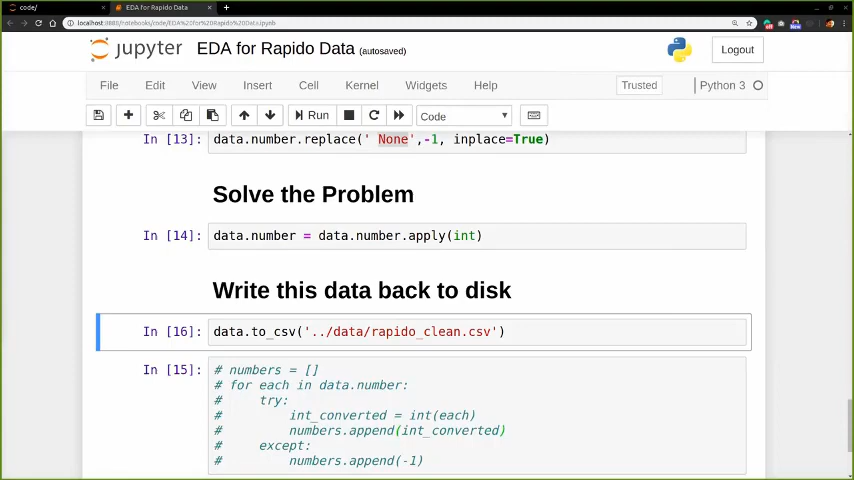 code/
EDA for Rapido Data
localhost:8881/notebooks/code/EDA%20for%20Rapido%20Data.ipynb
jupyter EDA for Rapido Data (autosaved)
Logout
File Edit View Insert Cell Kernel Widgets Help
Trusted
Python 3
Run
Code
In [13]: data.number.replace(' None',-1, inplace=True)
Solve the Problem
In [14]: data.number = data.number.apply(int)
Write this data back to disk
In [16]: data.to_csv('../data/rapido_clean.csv')
In [15]: # numbers = []
# for each in data.number:
#     try:
#         int_converted = int(each)
#         numbers.append(int_converted)
#     except:
#         numbers.append(-1)